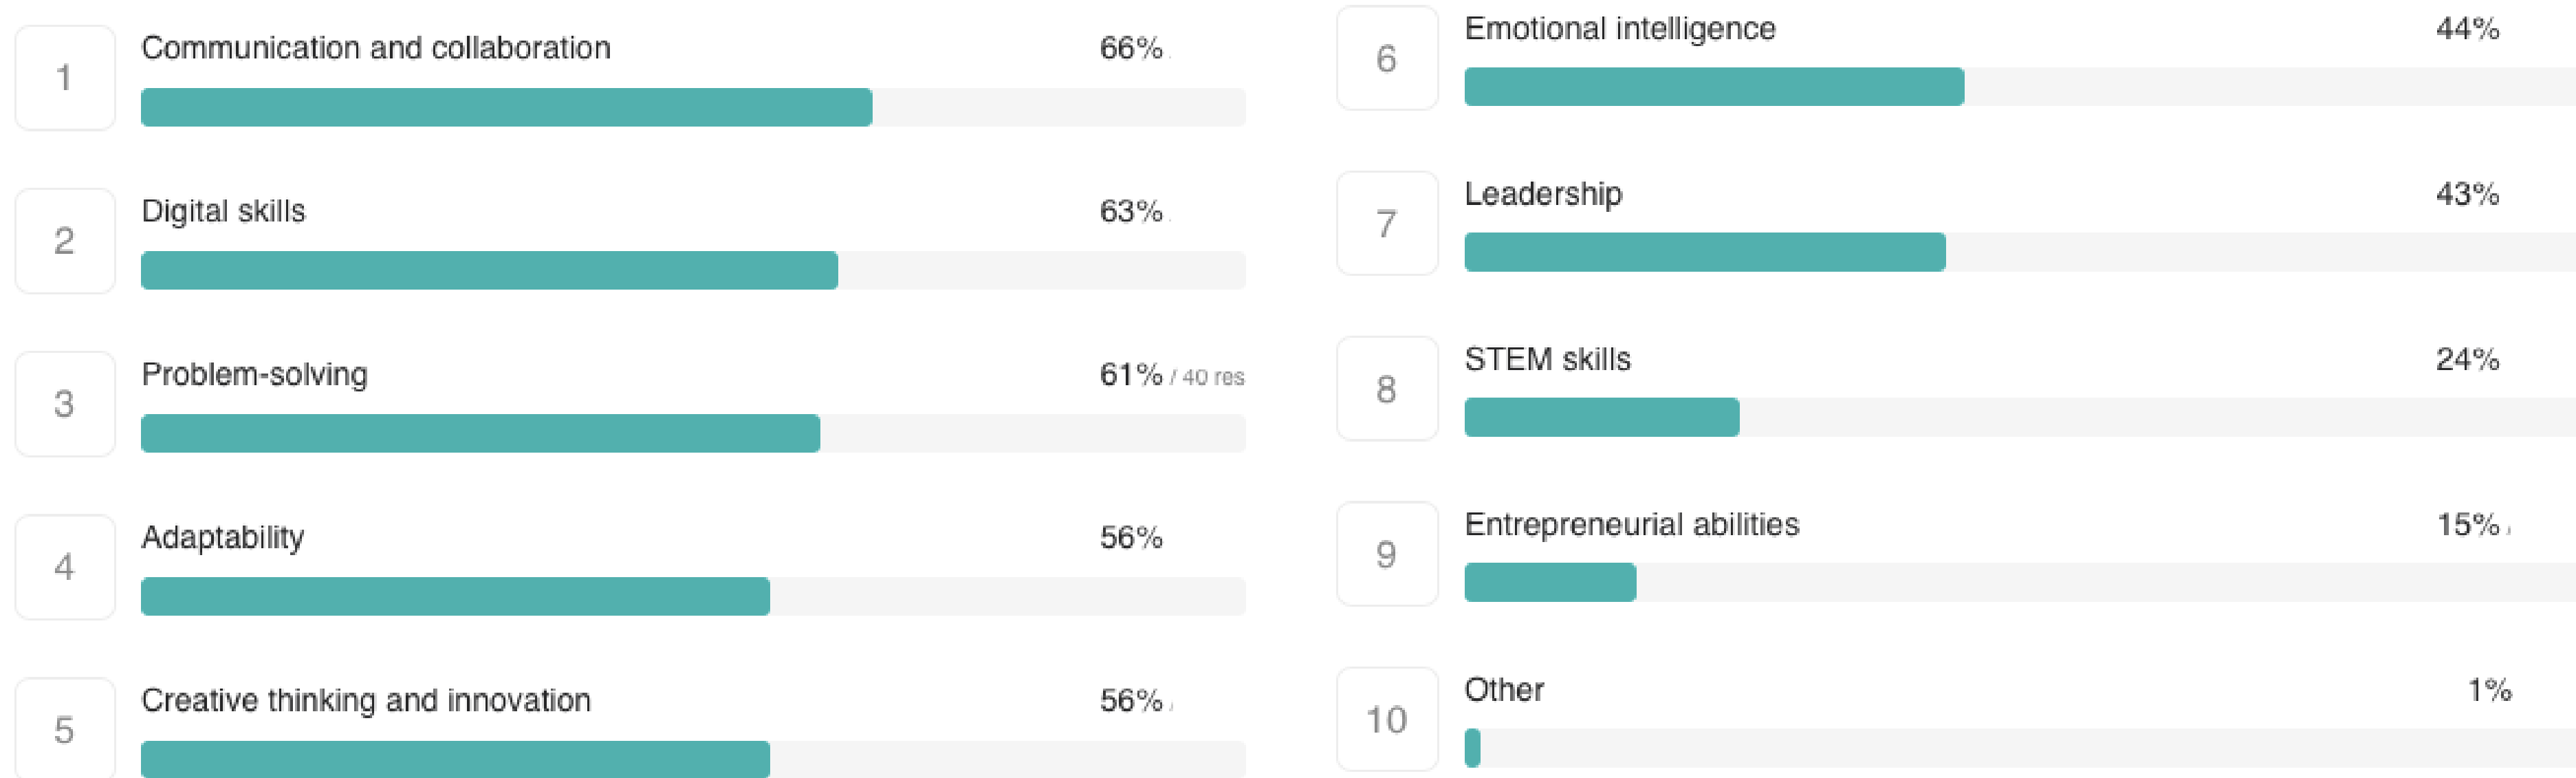 1
Communication and collaboration 66%
2
Digital skills 63%
3
Problem-solving 61% / 40 res
4
Adaptability 56%
5
Creative thinking and innovation 56%
6
Emotional intelligence 44%
7
Leadership 43%
8
STEM skills 24%
9
Entrepreneurial abilities 15% /
10
Other 1%